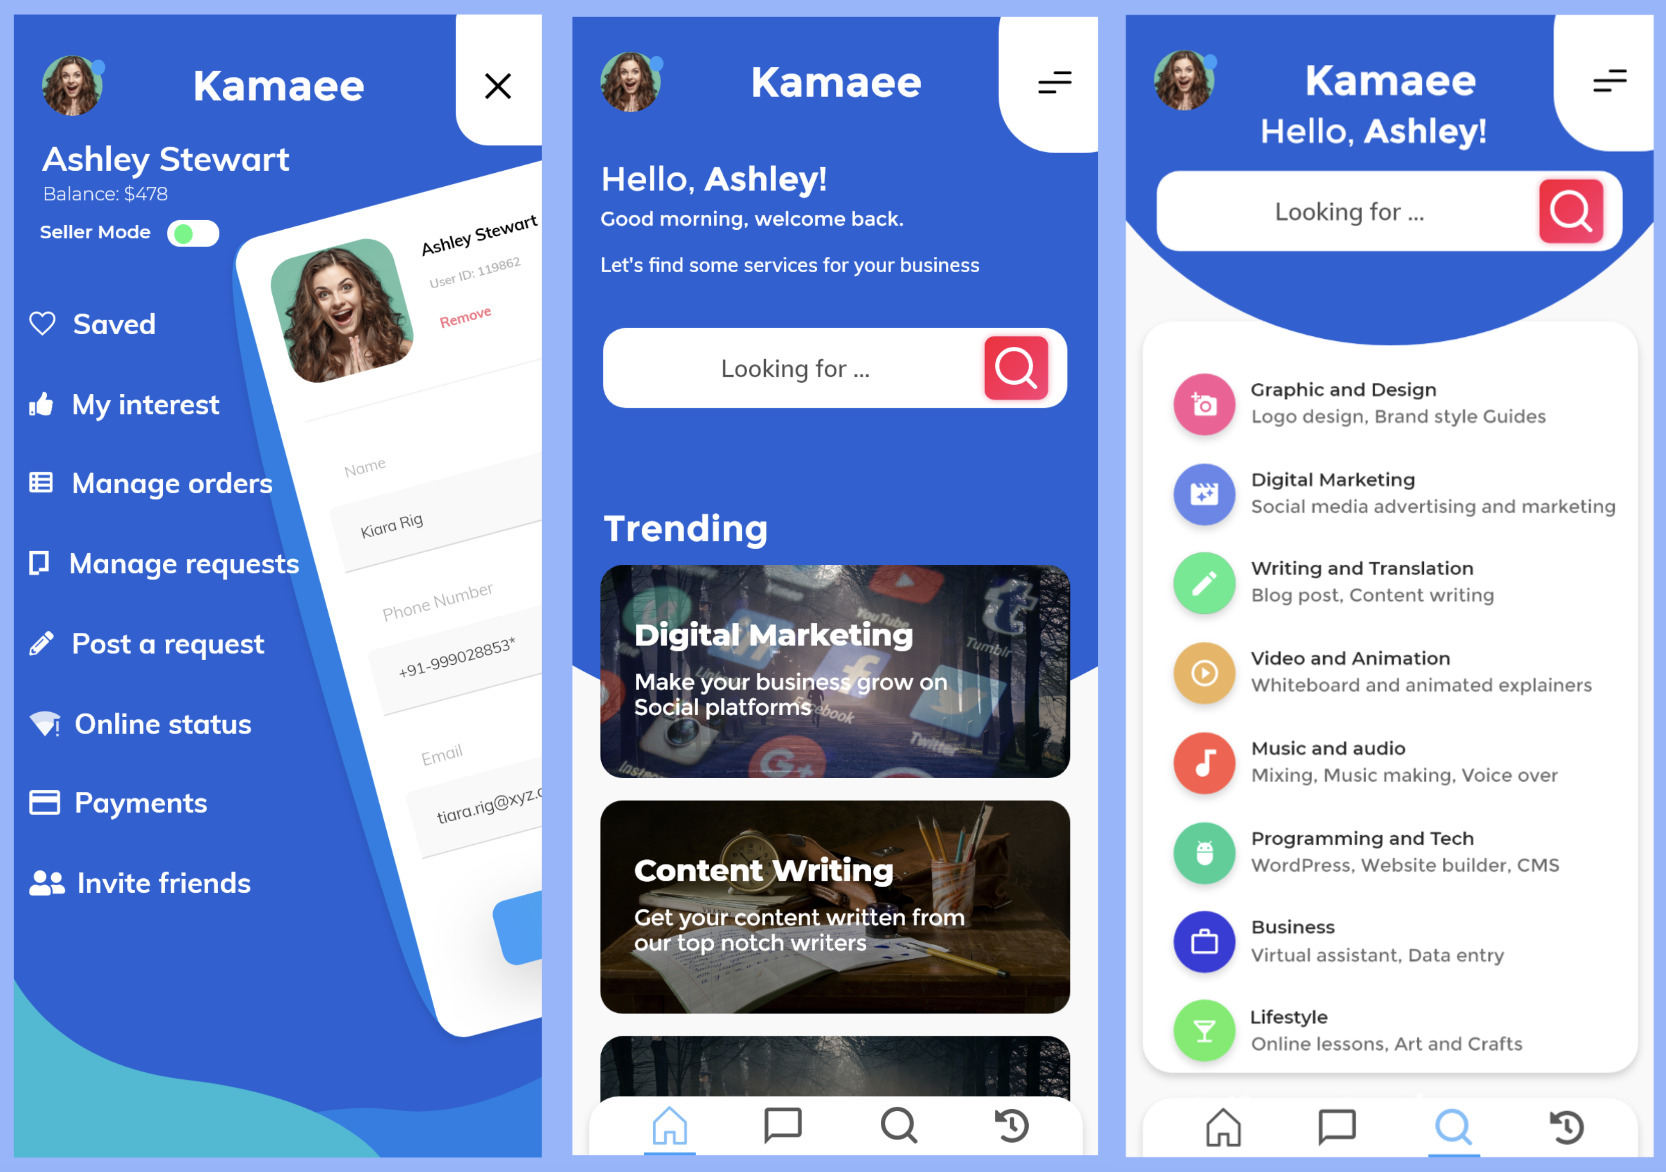 Kamaee
Ashley Stewart
Balance: $478
Seller Mode
Saved
My interest
Manage orders
Manage requests
Post a request
Online status
Payments
Invite friends
Ashley Stewart
User ID: 119862
Remove
Name
Kiara Rig
Phone Number
+91-999028853*
Email
tiara.rig@xyz.c
Kamaee
Hello, Ashley!
Good morning, welcome back.
Let's find some services for your business
Looking for ...
Trending
YouTube
Tumblr
Digital Marketing
Make your business grow on
Social platforms
Facebook
Twitter
G+
Content Writing
Get your content written from
our top notch writers
Kamaee
Hello, Ashley!
Looking for ...
Graphic and Design
Logo design, Brand style Guides
Digital Marketing
Social media advertising and marketing
Writing and Translation
Blog post, Content writing
Video and Animation
Whiteboard and animated explainers
Music and audio
Mixing, Music making, Voice over
Programming and Tech
WordPress, Website builder, CMS
Business
Virtual assistant, Data entry
Lifestyle
Online lessons, Art and Crafts